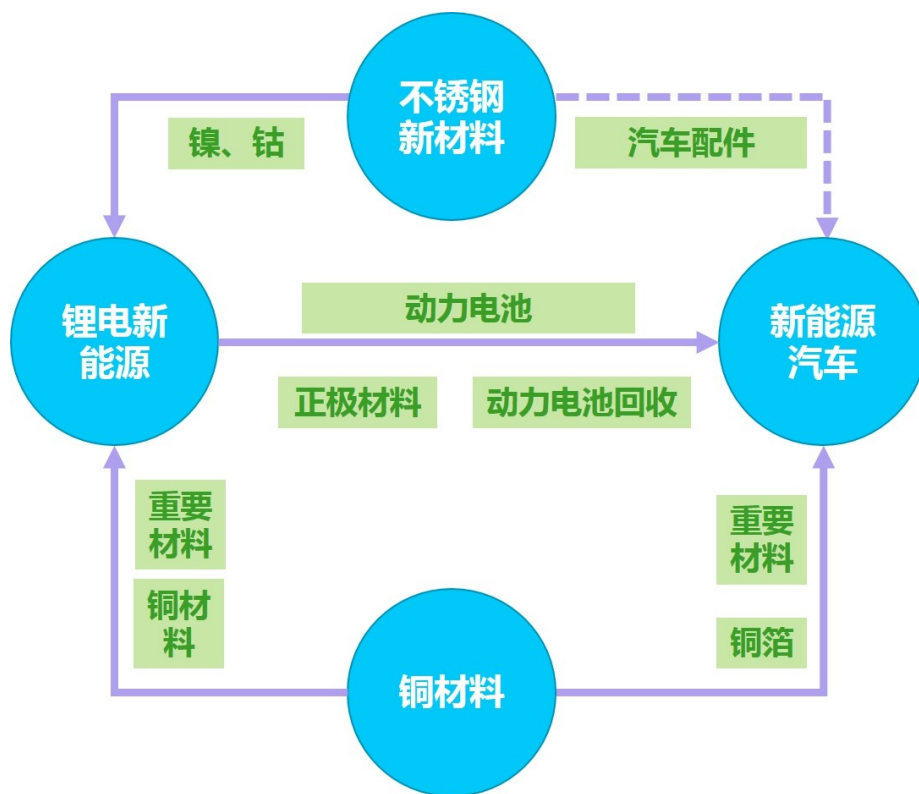 不锈钢
新材料
镍、钴
汽车配件
锂电新
能源
动力电池
新能源
汽车
正极材料
动力电池回收
重要
材料
铜材
料
重要
材料
铜箔
铜材料